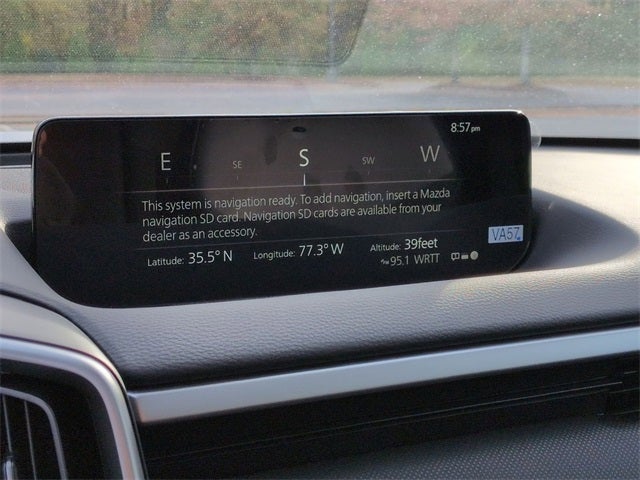 8:57pm
E SE S SW W
This system is navigation ready. To add navigation, insert a Mazda
navigation SD card. Navigation SD cards are available from your
dealer as an accessory.
VA57
Latitude: 35.5° N Longitude: 77.3° W Altitude: 39feet
95.1 WRTT